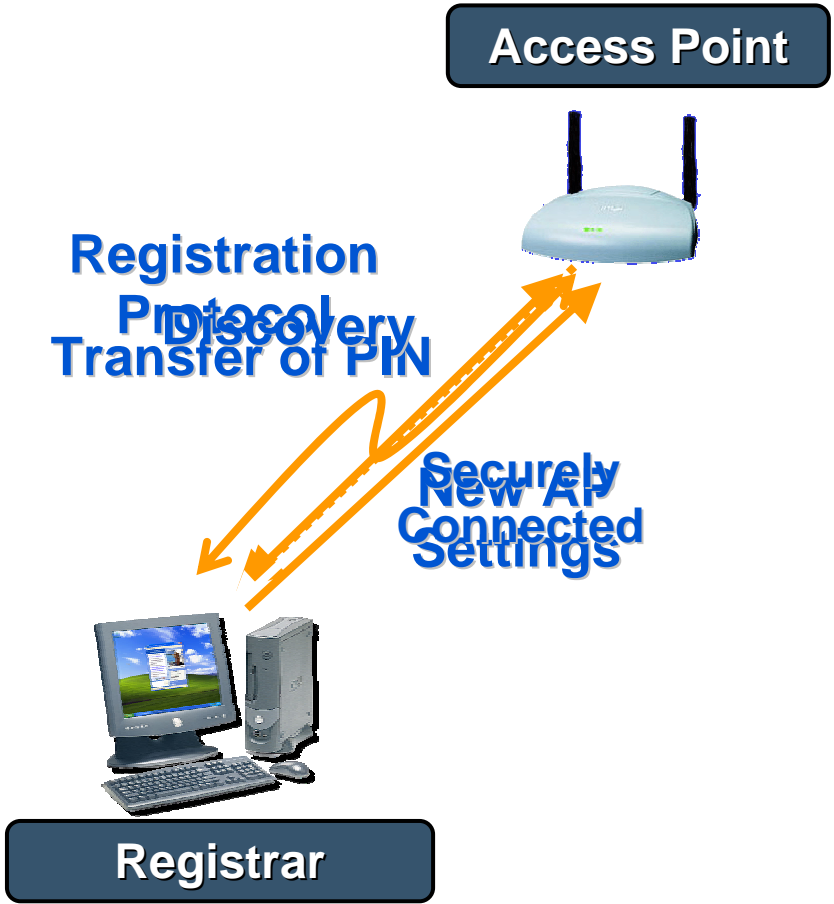 Access Point
Registration
Protocol
Discovery
Transfer of PIN
Securely
New AP
Connected
Settings
Registrar